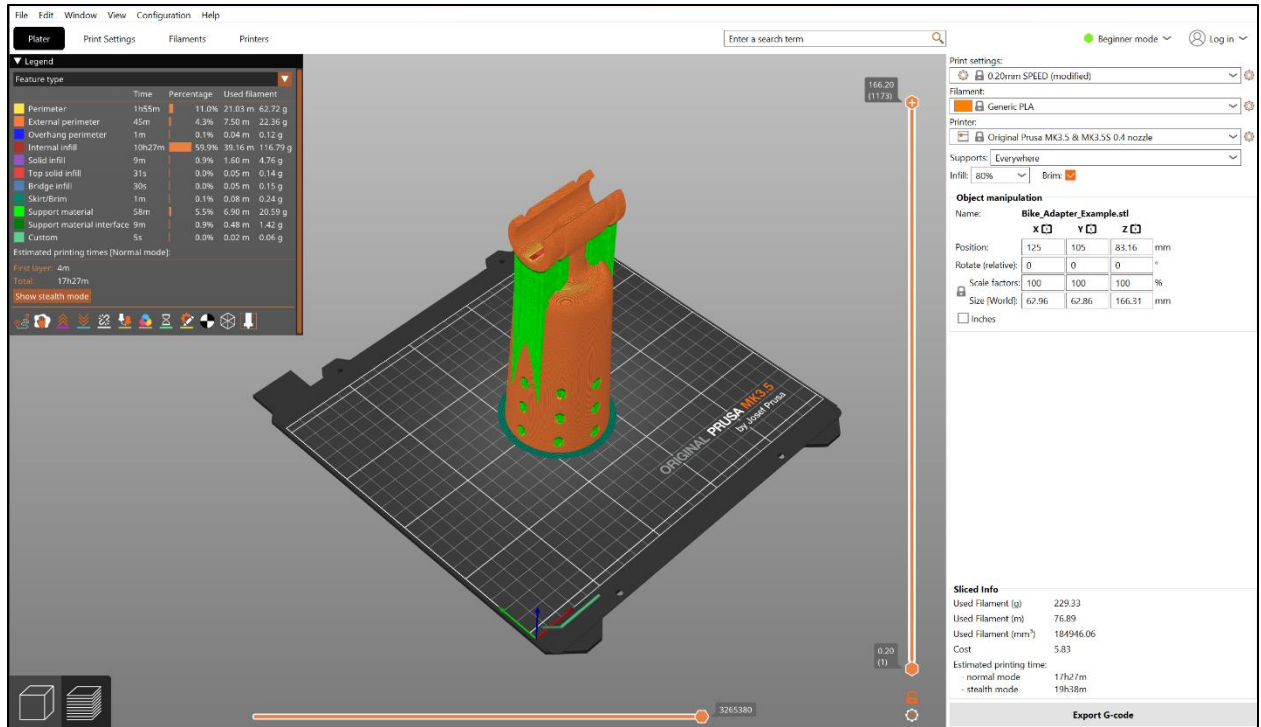 File Edit Window View Configuration Help
Plater Print Settings Filaments Printers
Enter a search term
Beginner mode
Log in
Legend
Feature type
Time Percentage Used filament
Perimeter 1h55m 11.0% 21.03 m 62.72 g
External perimeter 45m 4.3% 7.50 m 22.36 g
Overhang perimeter 1m 0.1% 0.04 m 0.12 g
Internal infill 10h27m 59.9% 39.16 m 116.79 g
Solid infill 9m 0.9% 1.60 m 4.76 g
Top solid infill 31s 0.0% 0.05 m 0.14 g
Bridge infill 30s 0.0% 0.05 m 0.15 g
Skirt/Brim 1m 0.1% 0.08 m 0.24 g
Support material 58m 5.5% 6.90 m 20.59 g
Support material interface 9m 0.9% 0.48 m 1.42 g
Custom 5s 0.0% 0.02 m 0.06 g
Estimated printing times [Normal mode]:
First layer: 4m
Total: 17h27m
Show stealth mode
166.20
(1173)
ORIGINAL PRUSA MK3.5
by Josef Prusa
0.20
(1)
3265380
Print settings:
0.20mm SPEED (modified)
Filament:
Generic PLA
Printer:
Original Prusa MK3.5 & MK3.5S 0.4 nozzle
Supports: Everywhere
Infill: 80% Brim:
Object manipulation
Name: Bike_Adapter_Example.stl
X Y Z
Position: 125 105 83.16 mm
Rotate (relative): 0 0 0 °
Scale factors: 100 100 100 %
Size [World]: 62.96 62.86 166.31 mm
Inches
Sliced Info
Used Filament (g) 229.33
Used Filament (m) 76.89
Used Filament (mm³) 184946.06
Cost 5.83
Estimated printing time:
- normal mode 17h27m
- stealth mode 19h38m
Export G-code